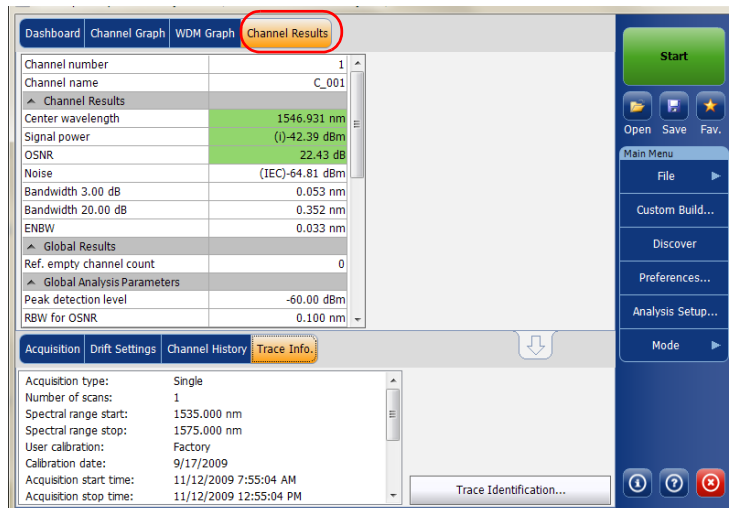 Dashboard Channel Graph WDM Graph Channel Results
Channel number 1
Channel name C_001
Channel Results
Center wavelength 1546.931 nm
Signal power (i)-42.39 dBm
OSNR 22.43 dB
Noise (IEC)-64.81 dBm
Bandwidth 3.00 dB 0.053 nm
Bandwidth 20.00 dB 0.352 nm
ENBW 0.033 nm
Global Results
Ref. empty channel count 0
Global Analysis Parameters
Peak detection level -60.00 dBm
RBW for OSNR 0.100 nm
Acquisition Drift Settings Channel History Trace Info.
Acquisition type: Single
Number of scans: 1
Spectral range start: 1535.000 nm
Spectral range stop: 1575.000 nm
User calibration: Factory
Calibration date: 9/17/2009
Acquisition start time: 11/12/2009 7:55:04 AM
Acquisition stop time: 11/12/2009 12:55:04 PM
Trace Identification...
Start
Open Save Fav.
Main Menu
File
Custom Build...
Discover
Preferences...
Analysis Setup...
Mode